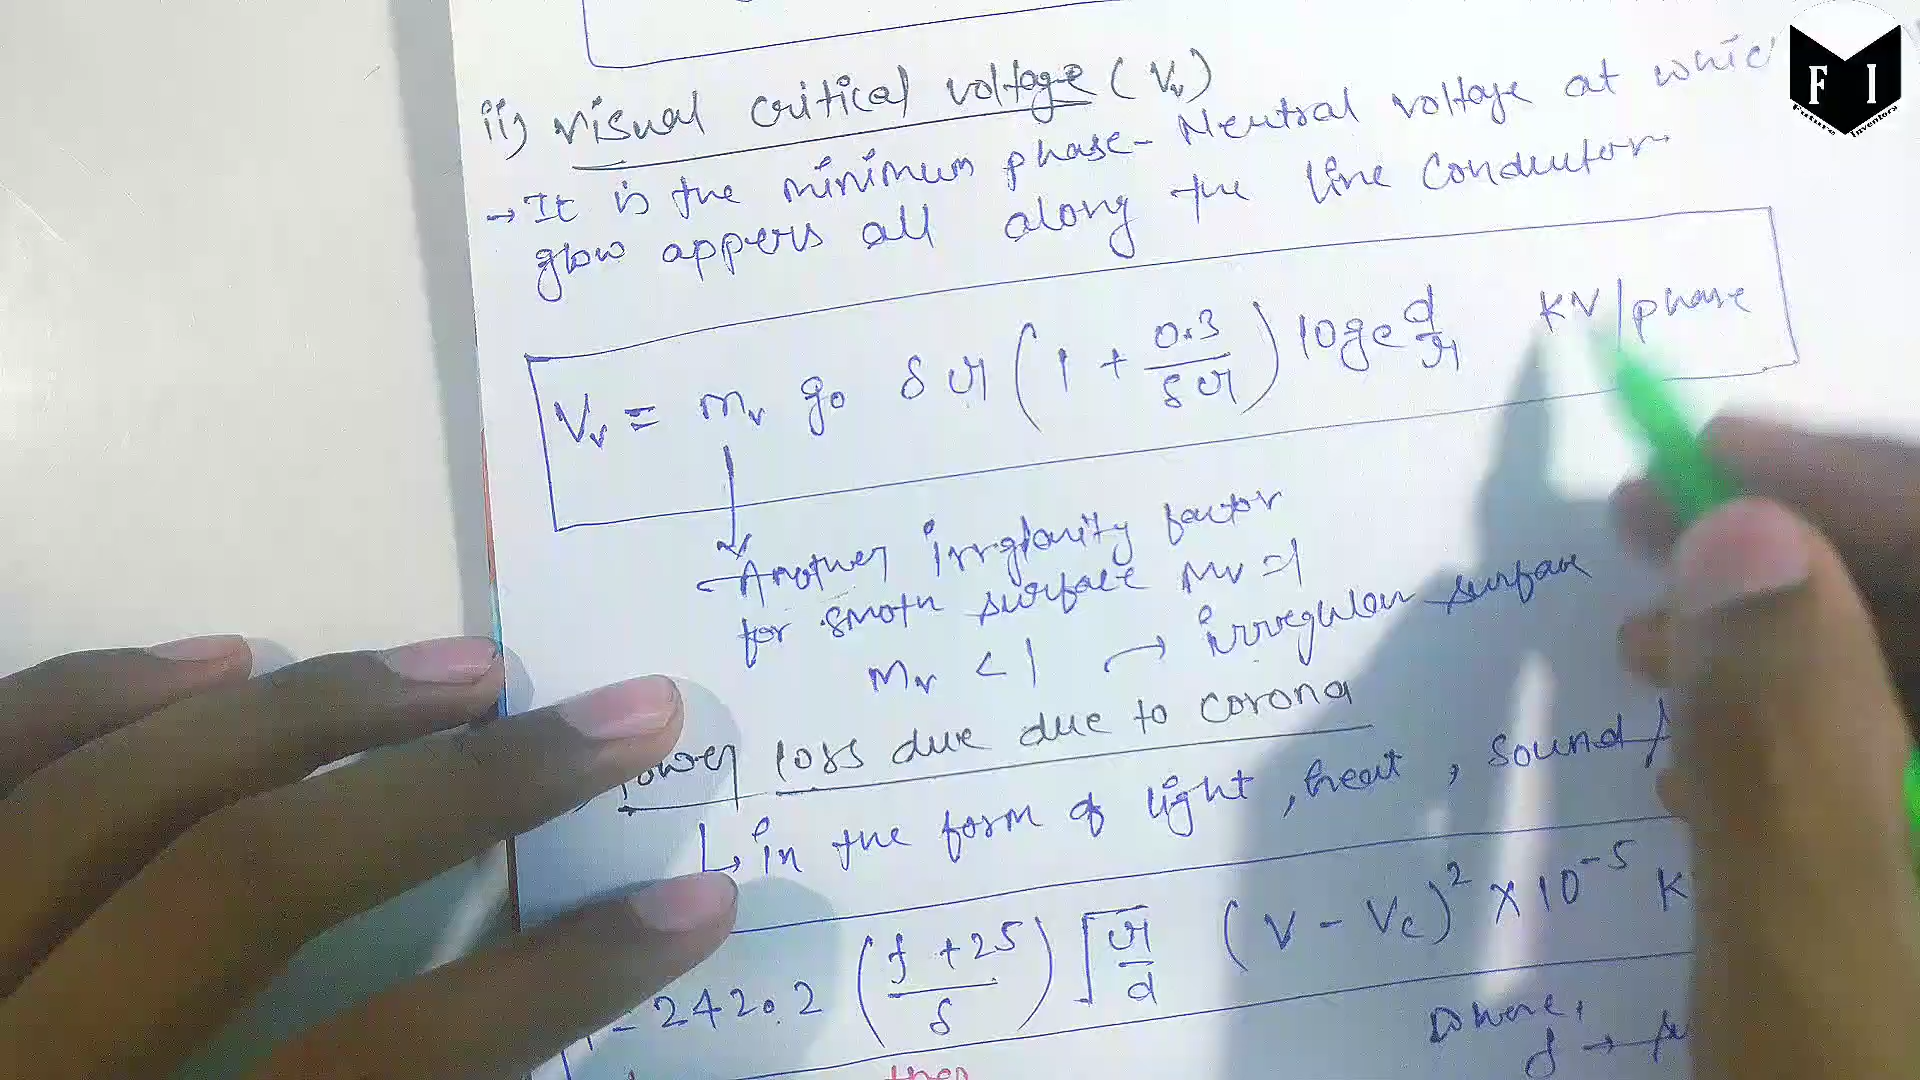 ii) visual critical voltage (Vv)
→ It is the minimum phase - Neutral voltage at whic
glow appers all along the line conductor
Vv = mv go δ r (1 + 0.3/δr) loge d/r KV/phase
→ Another irrglarity factor
for smoth surface Mv = 1
mv < 1 → irregular surface
Power loss due due to corona
↳ in the form of light, heat, sound
= 242.2 (f + 25/δ) √r/d (V - Vc)² × 10⁻⁵ K
where,
f →
then
F I
Future Inventors